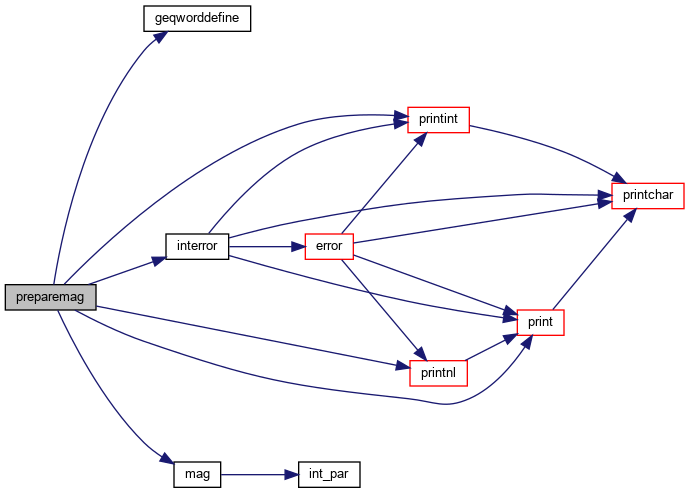 geqworddefine
printint
printchar
interror
error
preparemag
print
printnl
mag
int_par